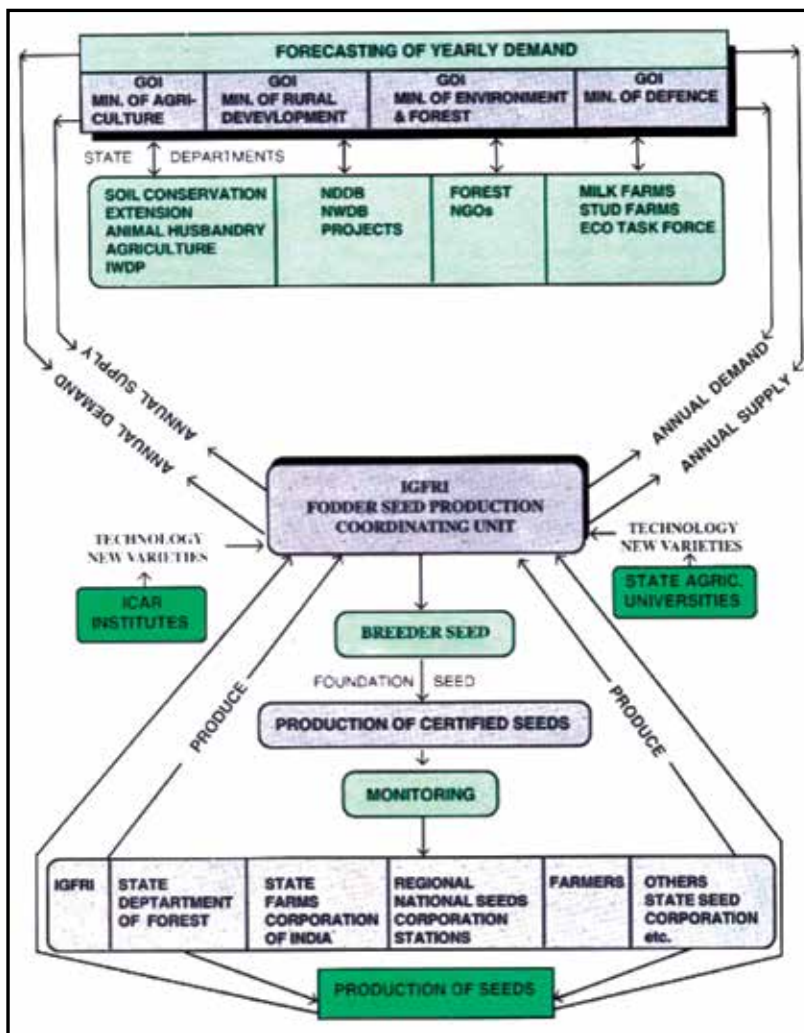 FORECASTING OF YEARLY DEMAND
GOI
MIN. OF AGRI-
CULTURE
GOI
MIN. OF RURAL
DEVEVLOPMENT
GOI
MIN. OF ENVIRONMENT
& FOREST
GOI
MIN. OF DEFENCE
STATE DEPARTMENTS
SOIL CONSERVATION
EXTENSION
ANIMAL HUSBANDRY
AGRICULTURE
IWDP
NDDB
NWDB
PROJECTS
FOREST
NGOs
MILK FARMS
STUD FARMS
ECO TASK FORCE
ANNUAL SUPPLY
ANNUAL DEMAND
ANNUAL DEMAND
ANNUAL SUPPLY
IGFRI
FODDER SEED PRODUCTION
COORDINATING UNIT
TECHNOLOGY
NEW VARIETIES
TECHNOLOGY
NEW VARIETIES
ICAR
INSTITUTES
STATE AGRIC.
UNIVERSITIES
BREEDER SEED
FOUNDATION SEED
PRODUCE
PRODUCE
PRODUCTION OF CERTIFIED SEEDS
MONITORING
IGFRI
STATE
DEPTARTMENT
OF FOREST
STATE
FARMS
CORPORATION
OF INDIA
REGIONAL
NATIONAL SEEDS
CORPORATION
STATIONS
FARMERS
OTHERS
STATE SEED
CORPORATION
etc.
PRODUCTION OF SEEDS